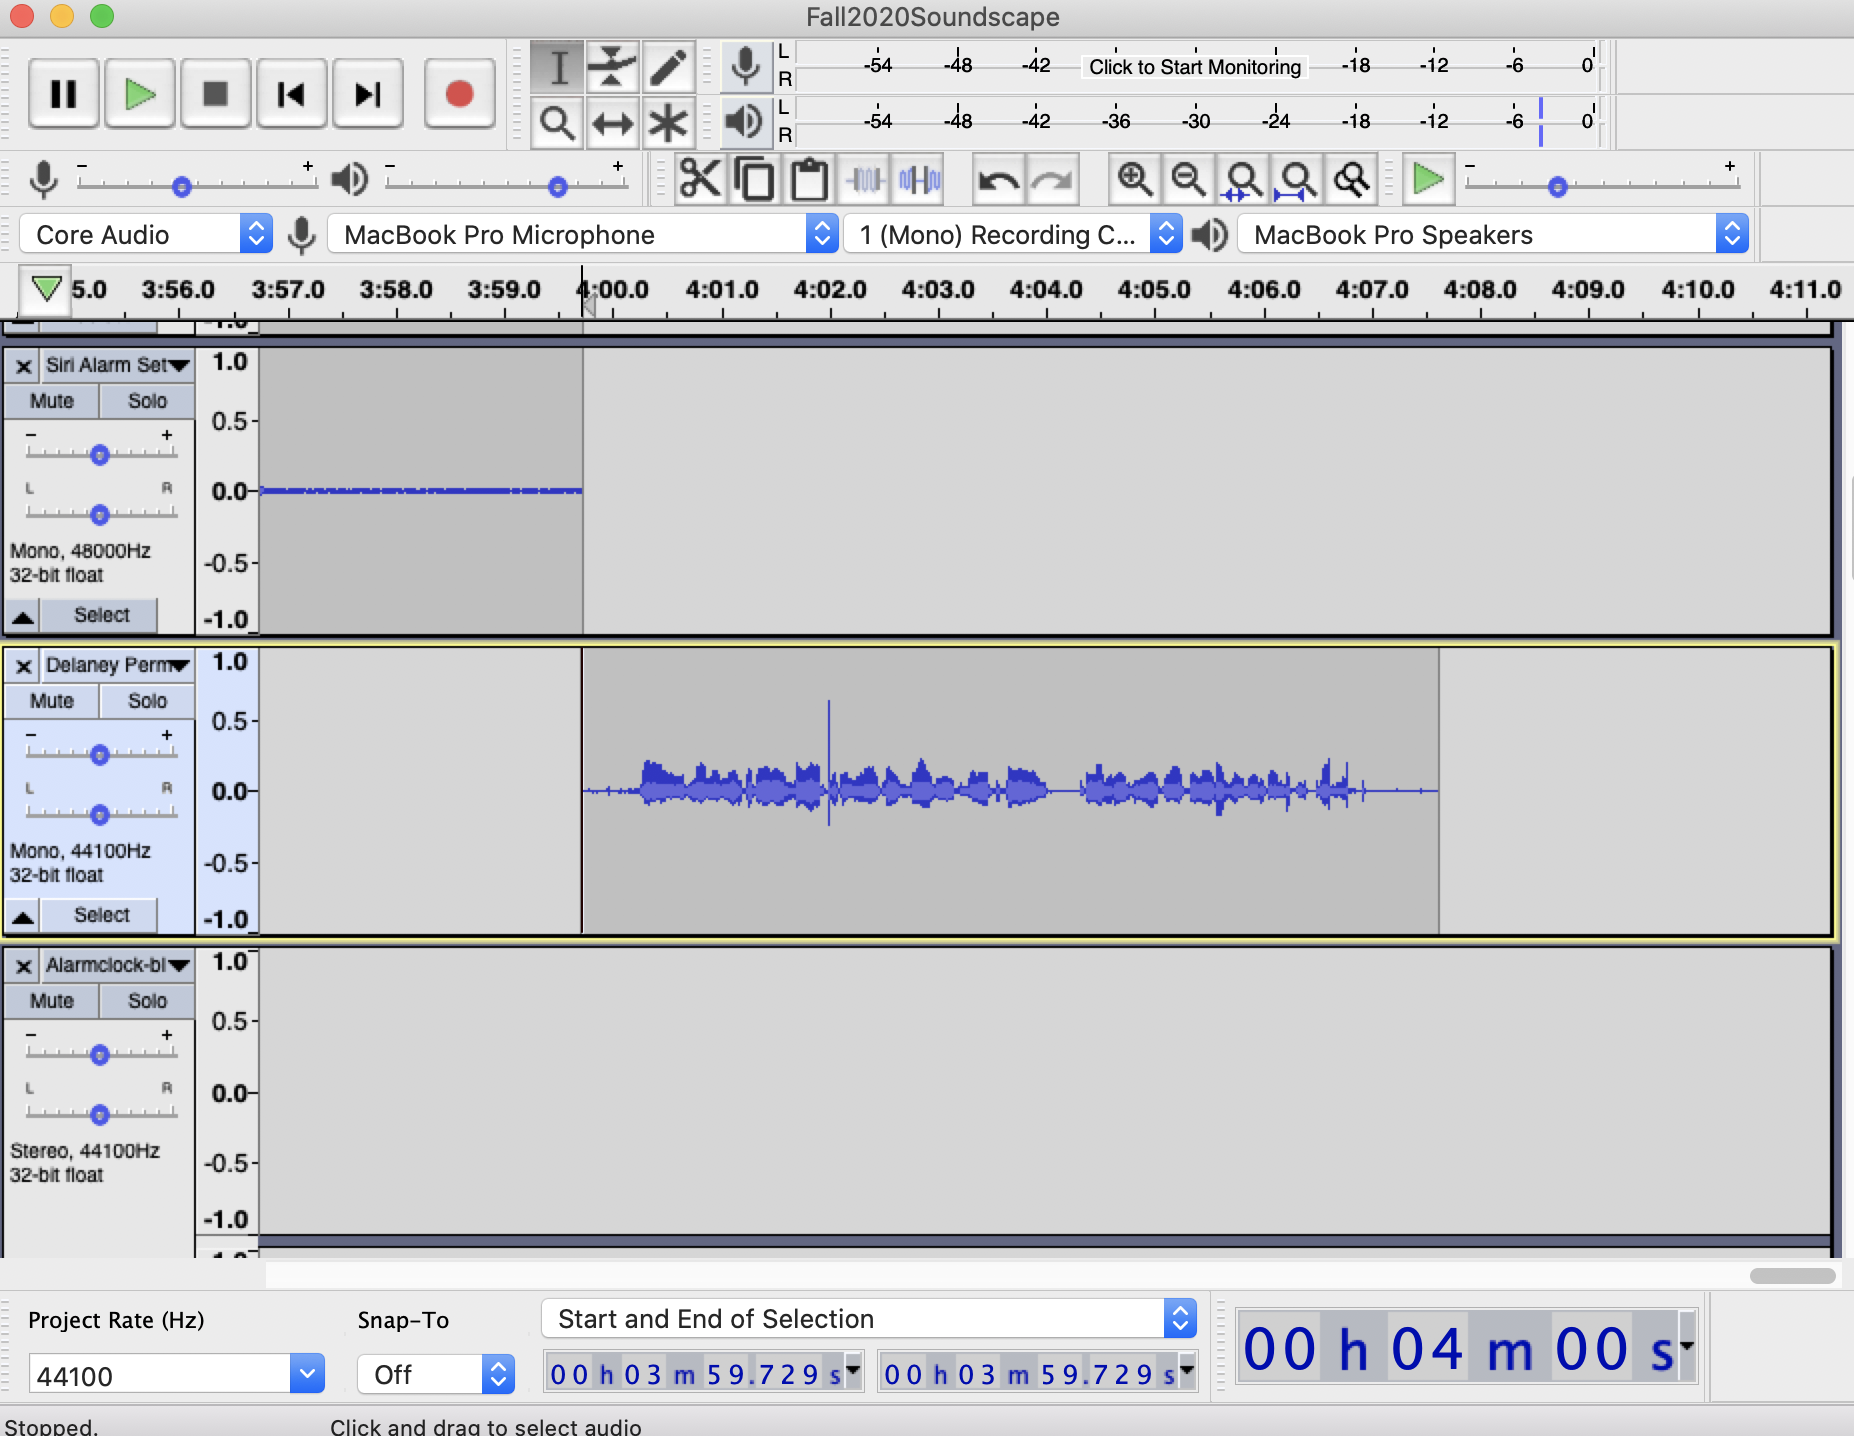 Fall2020Soundscape
L
R
-54 -48 -42 Click to Start Monitoring -18 -12 -6 0
L
R
-54 -48 -42 -36 -30 -24 -18 -12 -6 0
- + - + - +
Core Audio MacBook Pro Microphone 1 (Mono) Recording C... MacBook Pro Speakers
5.0 3:56.0 3:57.0 3:58.0 3:59.0 4:00.0 4:01.0 4:02.0 4:03.0 4:04.0 4:05.0 4:06.0 4:07.0 4:08.0 4:09.0 4:10.0 4:11.0
-1.0
Siri Alarm Set 1.0
Mute Solo
0.5
- +
L R
0.0
Mono, 48000Hz
-0.5
32-bit float
Select
-1.0
Delaney Perm 1.0
Mute Solo
0.5
- +
L R
0.0
Mono, 44100Hz
-0.5
32-bit float
Select
-1.0
Alarmclock-bl 1.0
Mute Solo
0.5
- +
L R
0.0
Stereo, 44100Hz
-0.5
32-bit float
-1.0
1.0
Project Rate (Hz) Snap-To Start and End of Selection
44100 Off 00 h 03 m 59.729 s 00 h 03 m 59.729 s 00 h 04 m 00 s
Stopped. Click and drag to select audio